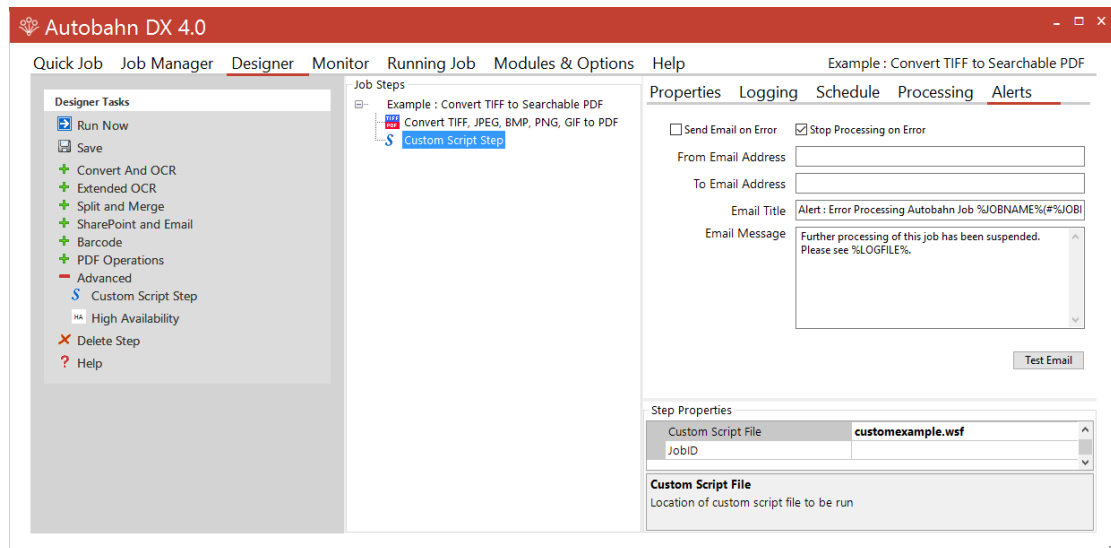 Autobahn DX 4.0
Quick Job Job Manager Designer Monitor Running Job Modules & Options Help Example : Convert TIFF to Searchable PDF
Designer Tasks
Run Now
Save
Convert And OCR
Extended OCR
Split and Merge
SharePoint and Email
Barcode
PDF Operations
Advanced
S Custom Script Step
HA High Availability
Delete Step
? Help
Job Steps
Example : Convert TIFF to Searchable PDF
TIFF PDF Convert TIFF, JPEG, BMP, PNG, GIF to PDF
S Custom Script Step
Properties Logging Schedule Processing Alerts
Send Email on Error Stop Processing on Error
From Email Address
To Email Address
Email Title Alert : Error Processing Autobahn Job %JOBNAME%(#%JOBI
Email Message Further processing of this job has been suspended.
Please see %LOGFILE%.
Test Email
Step Properties
Custom Script File customexample.wsf
JobID
Custom Script File
Location of custom script file to be run